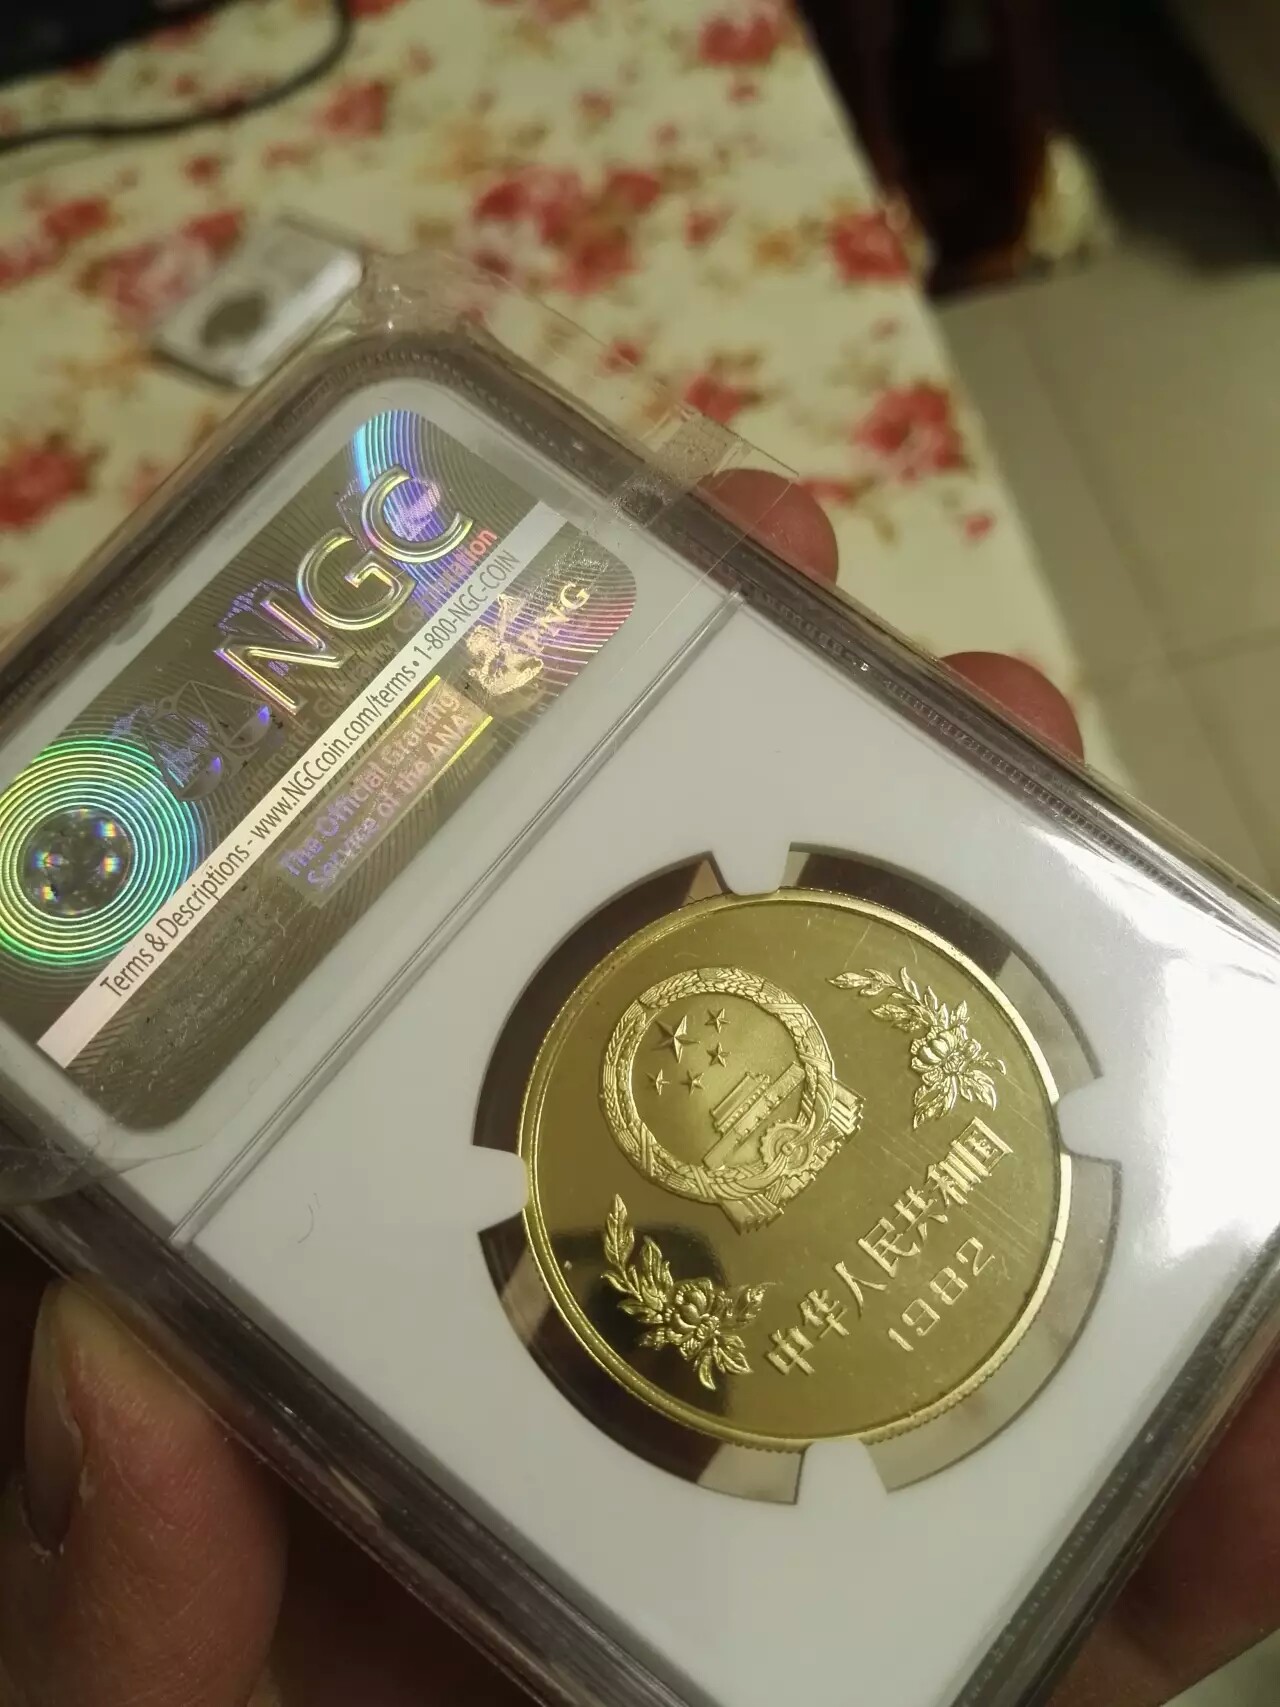 NGC
Terms & Descriptions - www.NGCcoin.com/terms • 1-800-NGC-COIN
The Official Grading
Service of the ANA
PNG
中华人民共和国
1982